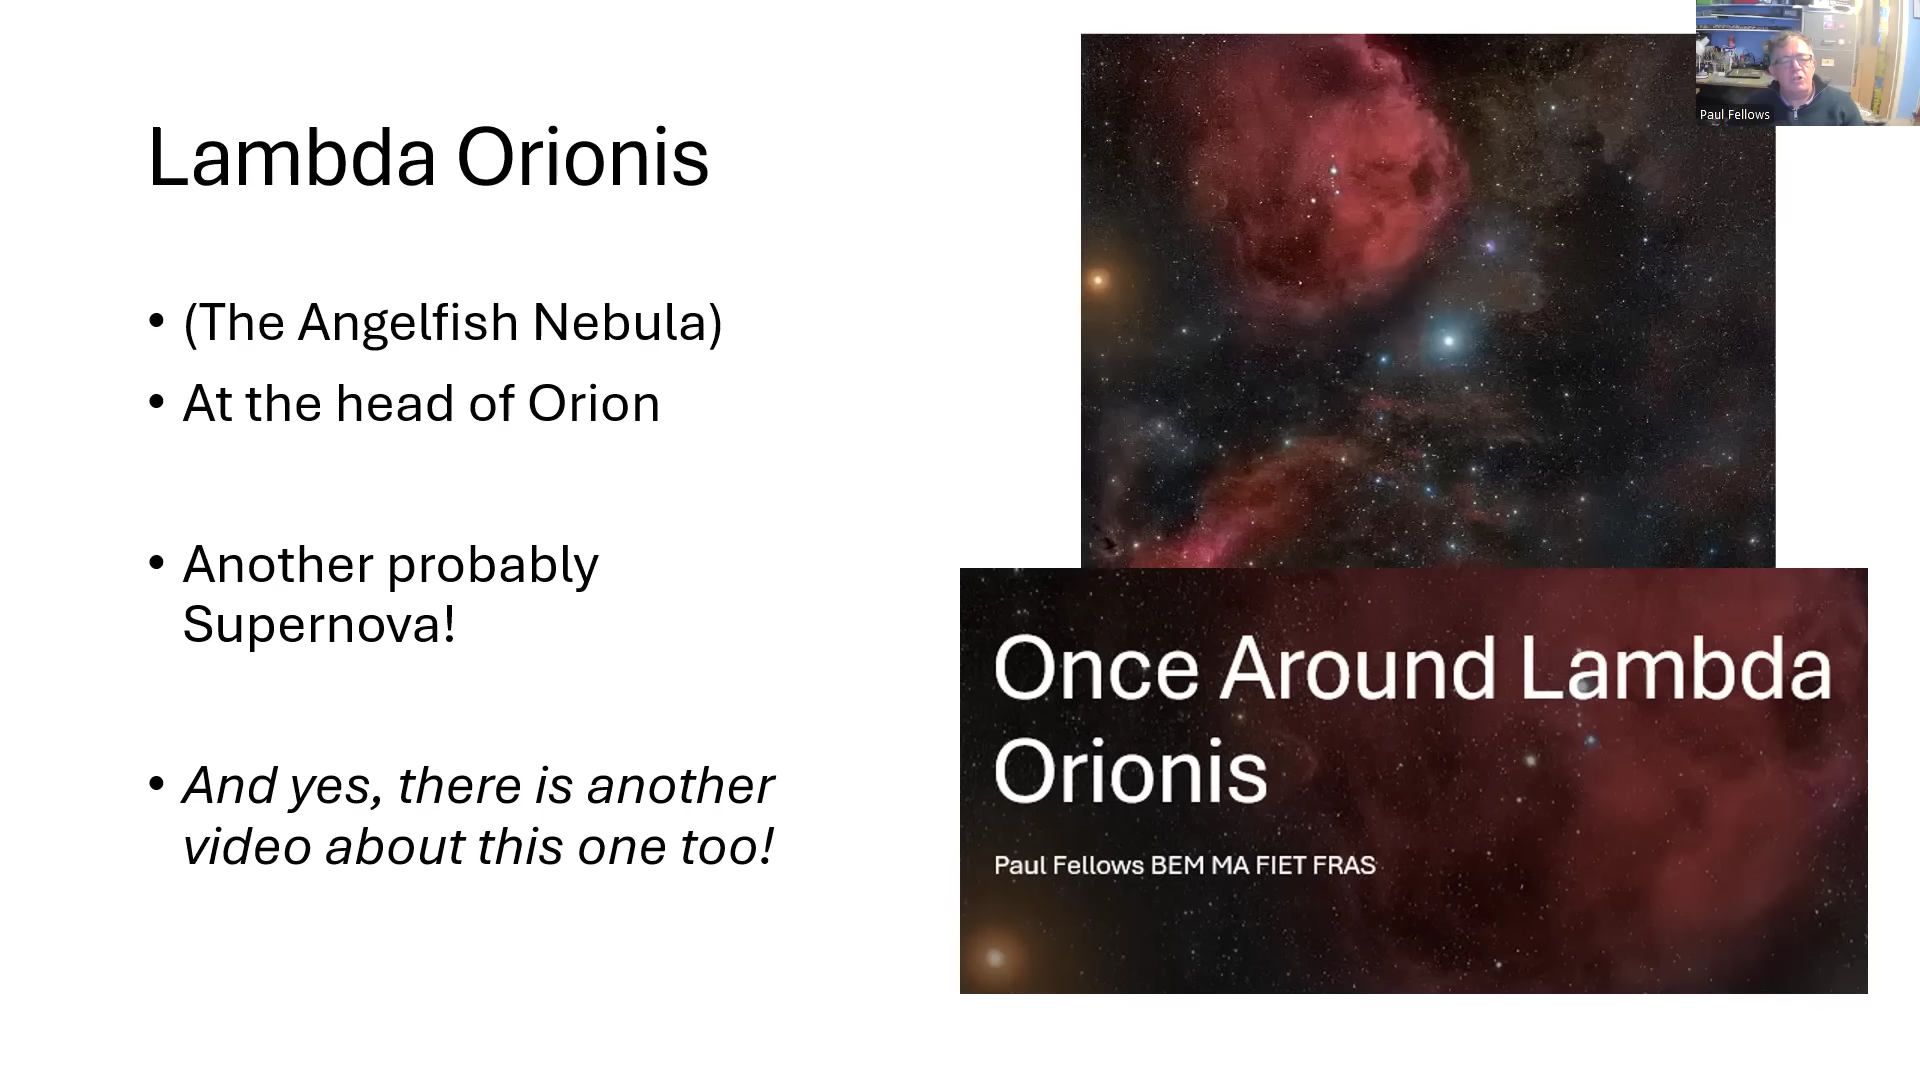 Lambda Orionis
• (The Angelfish Nebula)
• At the head of Orion
• Another probably
Supernova!
• And yes, there is another
video about this one too!
Paul Fellows
Once Around Lambda
Orionis
Paul Fellows BEM MA FIET FRAS